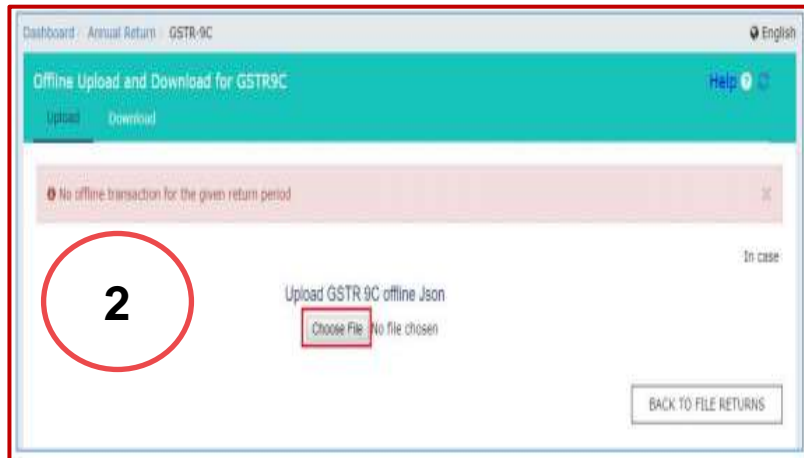 Dashboard / Annual Return / GSTR-9C English
Offline Upload and Download for GSTR9C Help
Upload Download
No offline transaction for the given return period
In case
2
Upload GSTR 9C offline Json
Choose File No file chosen
BACK TO FILE RETURNS